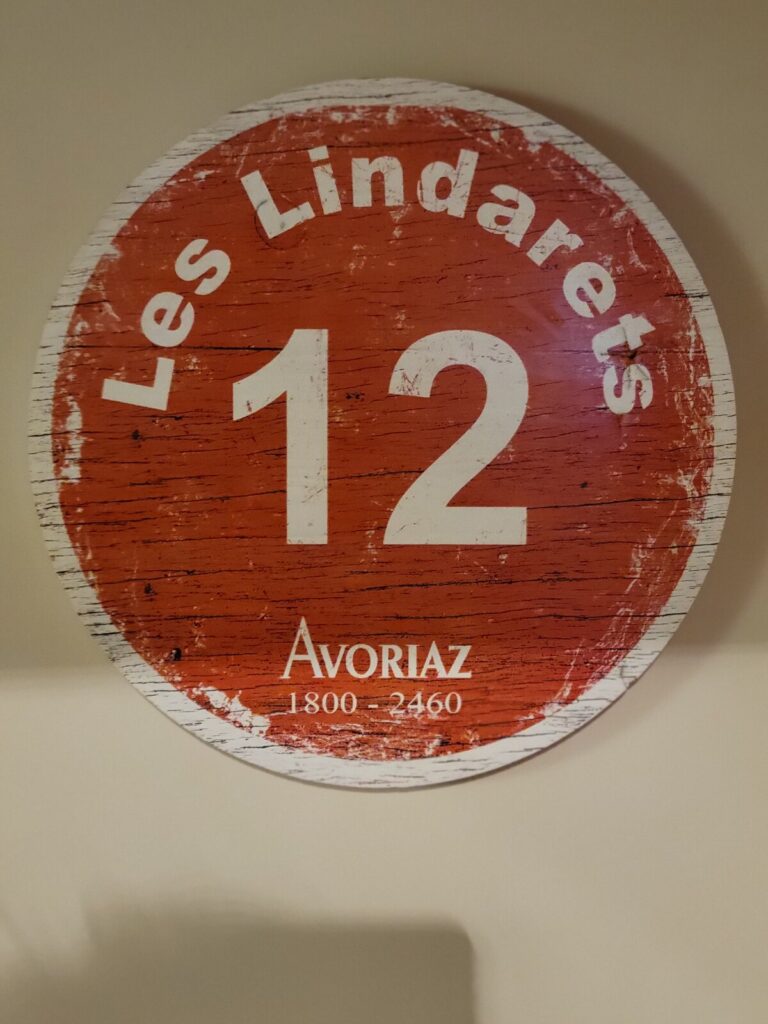 Les Lindarets
12
AVORIAZ
1800 - 2460